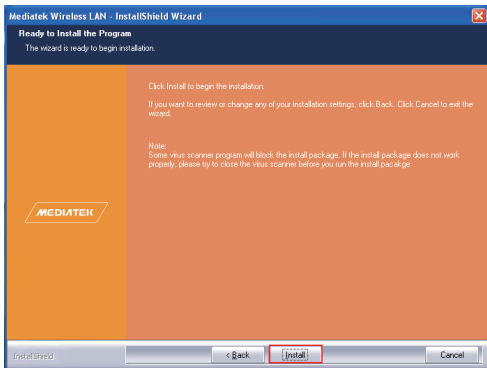 Mediatek Wireless LAN - InstallShield Wizard
Ready to Install the Program
The wizard is ready to begin installation.
Click Install to begin the installation.
If you want to review or change any of your installation settings, click Back. Click Cancel to exit the
wizard.
Note:
Some virus scanner program will block the install package. If the install package does not work
properly, please try to close the virus scanner before you run the install pacakge
MEDIATEK
InstallShield
< Back
Install
Cancel